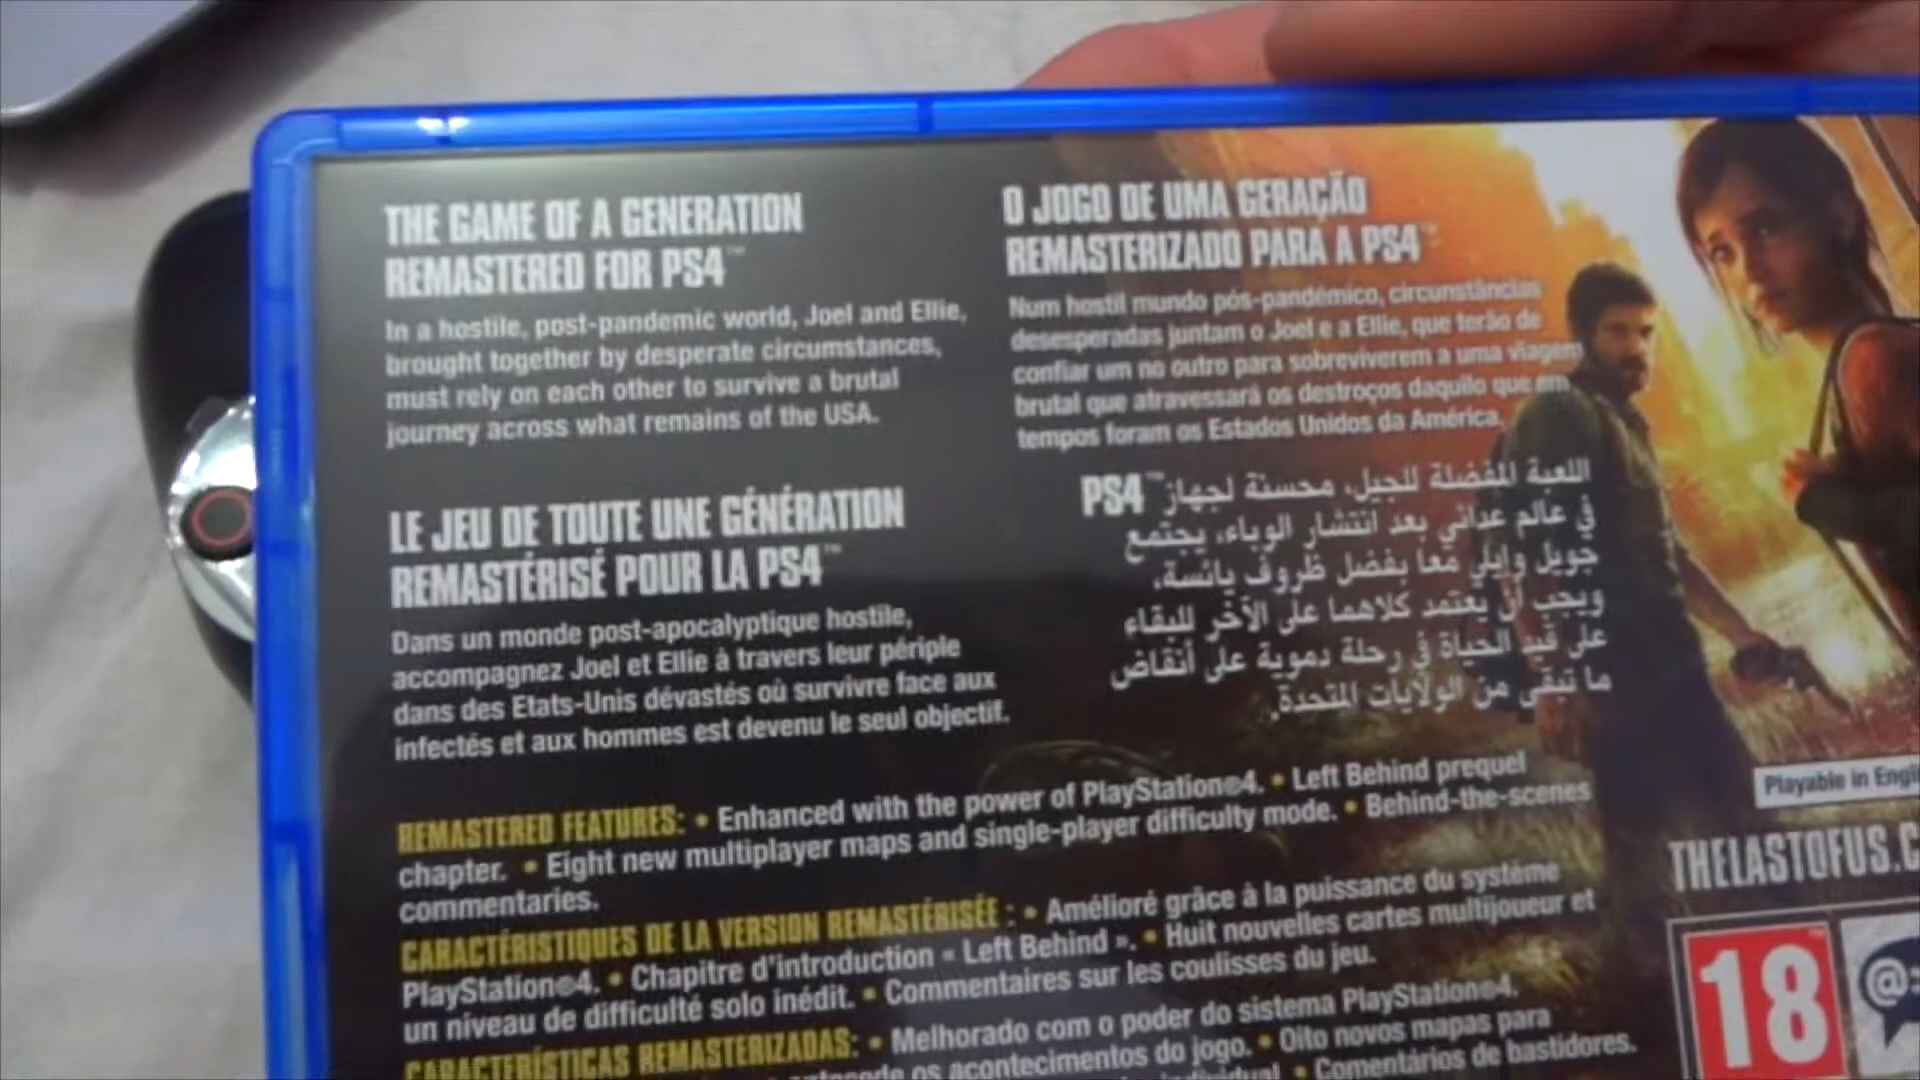 THE GAME OF A GENERATION
REMASTERED FOR PS4™
In a hostile, post-pandemic world, Joel and Ellie,
brought together by desperate circumstances,
must rely on each other to survive a brutal
journey across what remains of the USA.
LE JEU DE TOUTE UNE GÉNÉRATION
REMASTÉRISÉ POUR LA PS4™
Dans un monde post-apocalyptique hostile,
accompagnez Joel et Ellie à travers leur périple
dans des Etats-Unis dévastés où survivre face aux
infectés et aux hommes est devenu le seul objectif.
O JOGO DE UMA GERAÇÃO
REMASTERIZADO PARA A PS4™
Num hostil mundo pós-pandémico, circunstâncias
desesperadas juntam o Joel e a Ellie, que terão de
confiar um no outro para sobreviverem a uma viagem
brutal que atravessará os destroços daquilo que em
tempos foram os Estados Unidos da América.
اللعبة المفضلة للجيل، محسنة لجهاز PS4™
في عالم عدائي بعد انتشار الوباء، يجتمع
جويل وإيلي معا بفضل ظروف يائسة،
ويجب أن يعتمد كلاهما على الآخر للبقاء
على قيد الحياة في رحلة دموية على أنقاض
ما تبقى من الولايات المتحدة.
REMASTERED FEATURES: • Enhanced with the power of PlayStation®4. • Left Behind prequel
chapter. • Eight new multiplayer maps and single-player difficulty mode. • Behind-the-scenes
commentaries.
CARACTÉRISTIQUES DE LA VERSION REMASTÉRISÉE : • Amélioré grâce à la puissance du système
PlayStation®4. • Chapitre d'introduction « Left Behind ». • Huit nouvelles cartes multijoueur et
un niveau de difficulté solo inédit. • Commentaires sur les coulisses du jeu.
CARACTERÍSTICAS REMASTERIZADAS: • Melhorado com o poder do sistema PlayStation®4.
os acontecimentos do jogo. • Oito novos mapas para
• Comentários de bastidores.
Playable in
THELASTOFUS.C
18
@